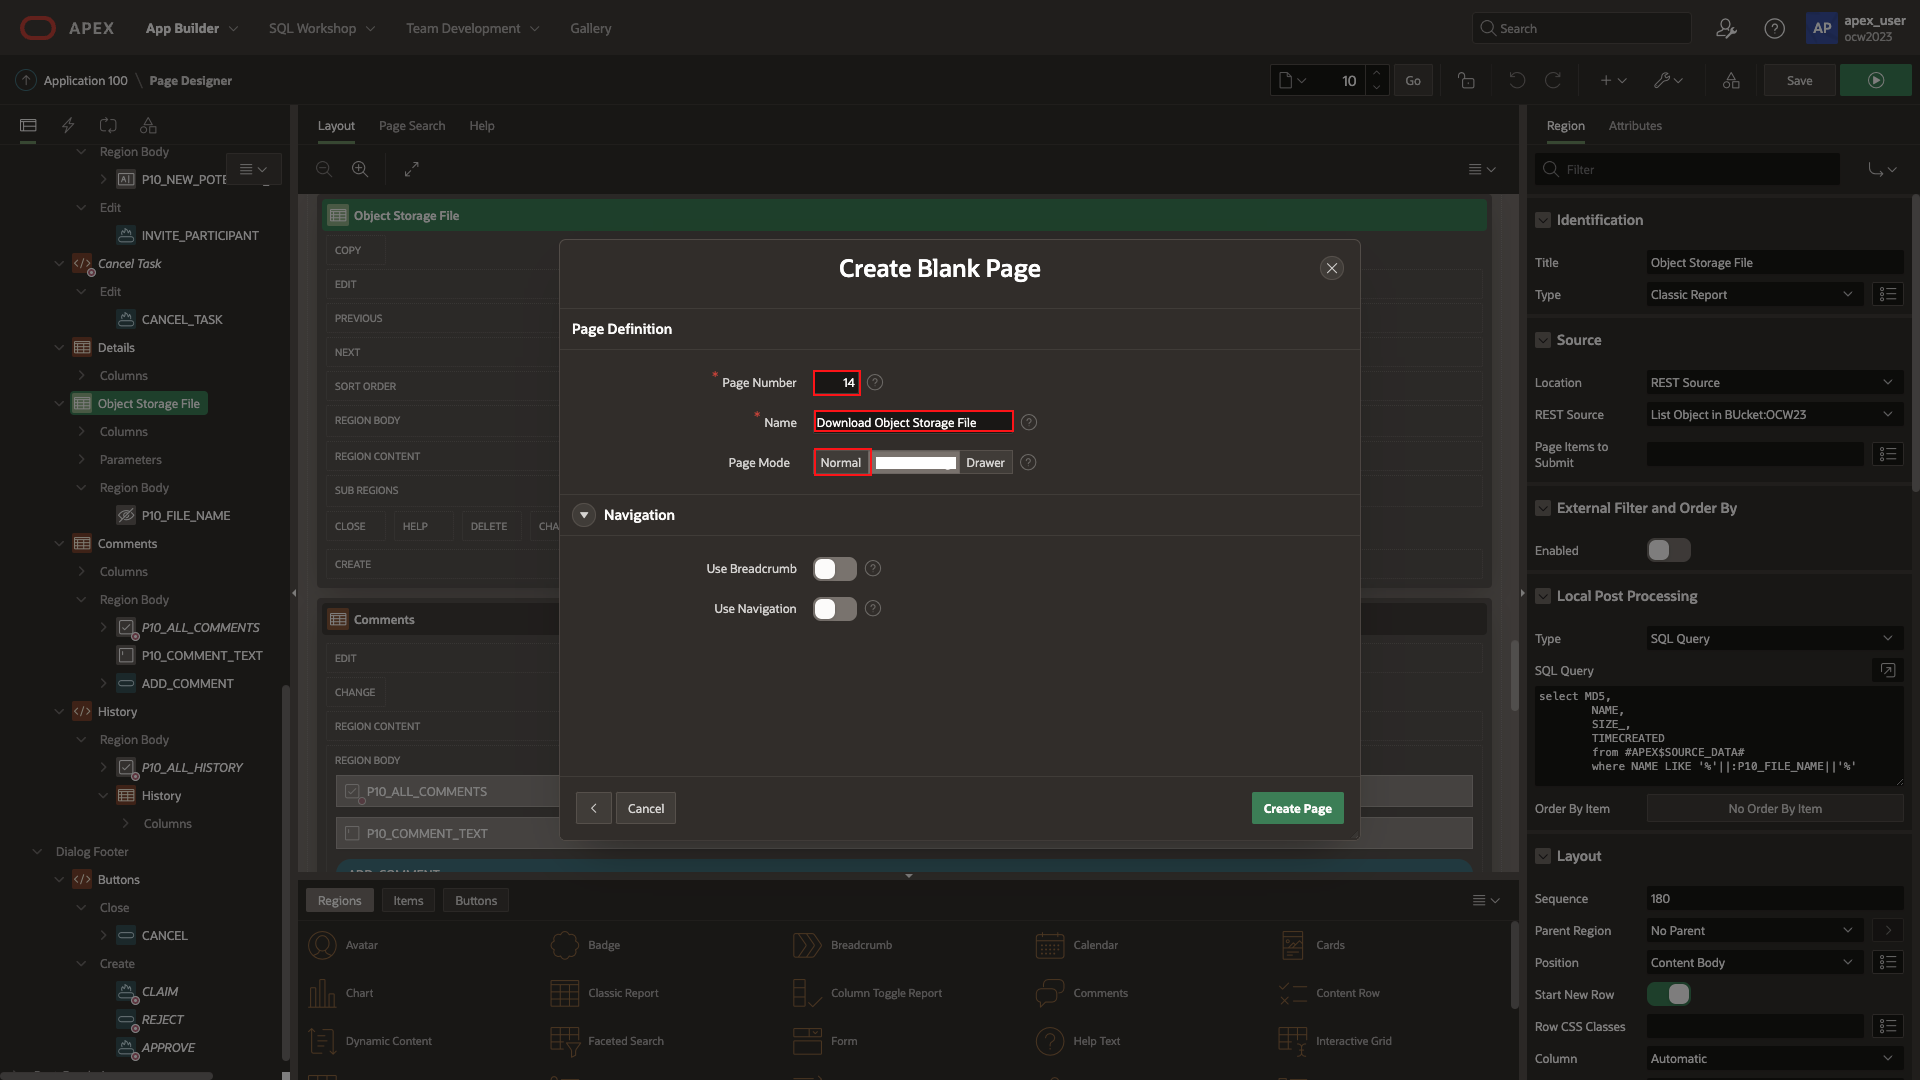 APEX
App Builder
SQL Workshop
Team Development
Gallery
Search
AP
apex_user
ocw2023
Application 100 \ Page Designer
10
Go
Save
Region Body
P10_NEW_POTE
Edit
INVITE_PARTICIPANT
Cancel Task
Edit
CANCEL_TASK
Details
Columns
Object Storage File
Columns
Parameters
Region Body
P10_FILE_NAME
Comments
Columns
Region Body
P10_ALL_COMMENTS
P10_COMMENT_TEXT
ADD_COMMENT
History
Region Body
P10_ALL_HISTORY
History
Columns
Dialog Footer
Buttons
Close
CANCEL
Create
CLAIM
REJECT
APPROVE
Layout
Page Search
Help
Object Storage File
COPY
EDIT
PREVIOUS
NEXT
SORT ORDER
REGION BODY
REGION CONTENT
SUB REGIONS
CLOSE
HELP
DELETE
CHA
CREATE
Comments
EDIT
CHANGE
REGION CONTENT
REGION BODY
P10_ALL_COMMENTS
P10_COMMENT_TEXT
Create Blank Page
Page Definition
* Page Number
14
* Name
Download Object Storage File
Page Mode
Normal
Drawer
Navigation
Use Breadcrumb
Use Navigation
Cancel
Create Page
Regions
Items
Buttons
Avatar
Badge
Breadcrumb
Calendar
Cards
Chart
Classic Report
Column Toggle Report
Comments
Content Row
Dynamic Content
Faceted Search
Form
Help Text
Interactive Grid
Region
Attributes
Filter
Identification
Title
Object Storage File
Type
Classic Report
Source
Location
REST Source
REST Source
List Object in BUcket:OCW23
Page Items to
Submit
External Filter and Order By
Enabled
Local Post Processing
Type
SQL Query
SQL Query
select MD5,
NAME,
SIZE_,
TIMECREATED
from #APEX$SOURCE_DATA#
where NAME LIKE '%'||:P10_FILE_NAME||'%'
Order By Item
No Order By Item
Layout
Sequence
180
Parent Region
No Parent
Position
Content Body
Start New Row
Row CSS Classes
Column
Automatic